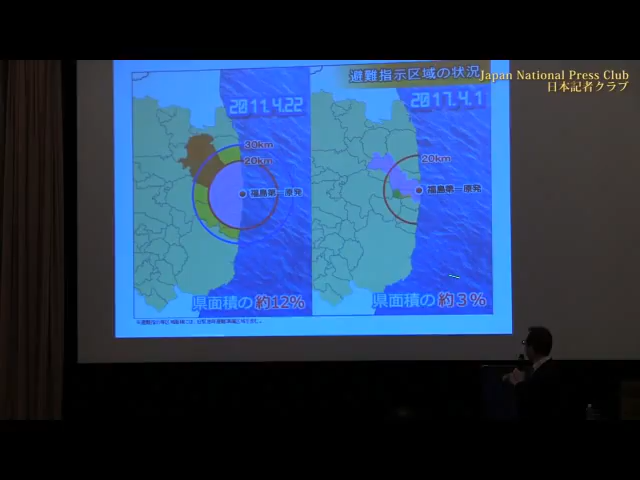 避難指示区域の状況
Japan National Press Club
日本記者クラブ
2011.4.22
2017.4.1
30km
20km
20km
福島第一原発
福島第一原発
県面積の約12%
県面積の約3%